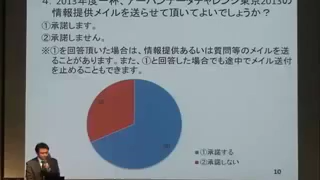 4．2013年度一杯、アーバンデータチャレンジ東京2013の
情報提供メイルを送らせて頂いてよいでしょうか？
①承諾します。
②承諾しません。
※①を回答頂いた場合は、情報提供あるいは質問等のメイルを送
ることがあります。また、①と回答した場合でも途中でメイル送付
を止めることもできます。
①承諾する
②承諾しない
10